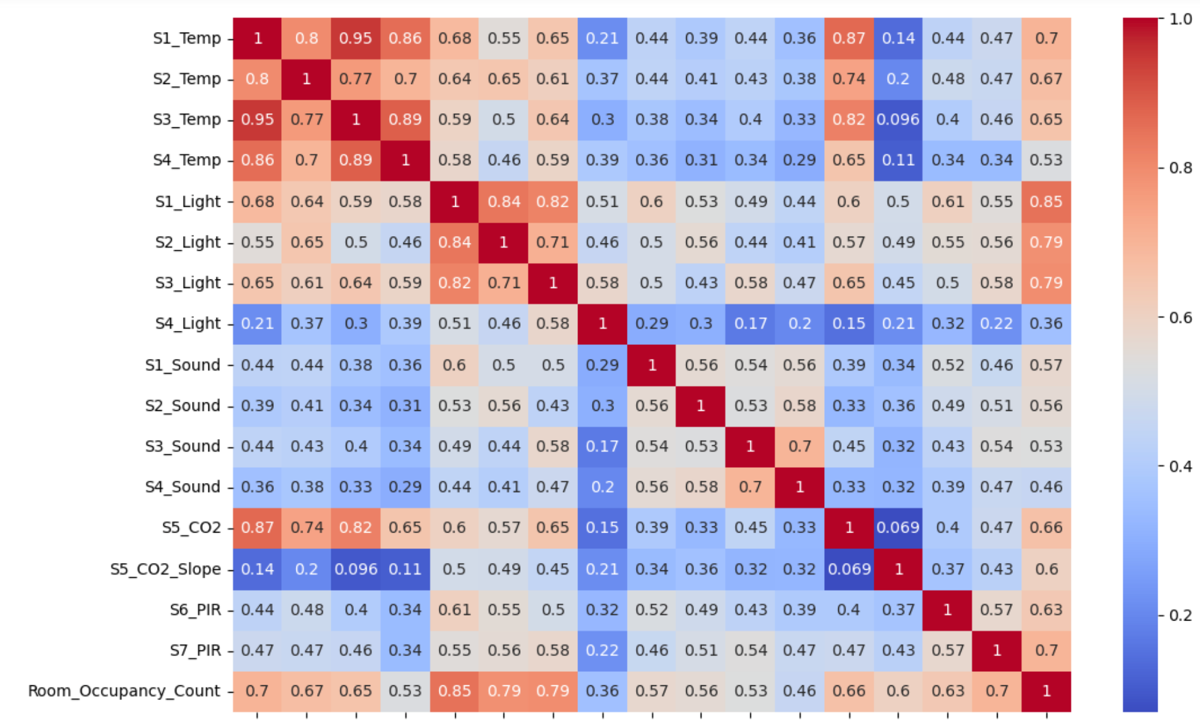 S1_Temp 1 0.8 0.95 0.86 0.68 0.55 0.65 0.21 0.44 0.39 0.44 0.36 0.87 0.14 0.44 0.47 0.7 1.0
S2_Temp 0.8 1 0.77 0.7 0.64 0.65 0.61 0.37 0.44 0.41 0.43 0.38 0.74 0.2 0.48 0.47 0.67
S3_Temp 0.95 0.77 1 0.89 0.59 0.5 0.64 0.3 0.38 0.34 0.4 0.33 0.82 0.096 0.4 0.46 0.65
S4_Temp 0.86 0.7 0.89 1 0.58 0.46 0.59 0.39 0.36 0.31 0.34 0.29 0.65 0.11 0.34 0.34 0.53 0.8
S1_Light 0.68 0.64 0.59 0.58 1 0.84 0.82 0.51 0.6 0.53 0.49 0.44 0.6 0.5 0.61 0.55 0.85
S2_Light 0.55 0.65 0.5 0.46 0.84 1 0.71 0.46 0.5 0.56 0.44 0.41 0.57 0.49 0.55 0.56 0.79
S3_Light 0.65 0.61 0.64 0.59 0.82 0.71 1 0.58 0.5 0.43 0.58 0.47 0.65 0.45 0.5 0.58 0.79
S4_Light 0.21 0.37 0.3 0.39 0.51 0.46 0.58 1 0.29 0.3 0.17 0.2 0.15 0.21 0.32 0.22 0.36 0.6
S1_Sound 0.44 0.44 0.38 0.36 0.6 0.5 0.5 0.29 1 0.56 0.54 0.56 0.39 0.34 0.52 0.46 0.57
S2_Sound 0.39 0.41 0.34 0.31 0.53 0.56 0.43 0.3 0.56 1 0.53 0.58 0.33 0.36 0.49 0.51 0.56
S3_Sound 0.44 0.43 0.4 0.34 0.49 0.44 0.58 0.17 0.54 0.53 1 0.7 0.45 0.32 0.43 0.54 0.53 0.4
S4_Sound 0.36 0.38 0.33 0.29 0.44 0.41 0.47 0.2 0.56 0.58 0.7 1 0.33 0.32 0.39 0.47 0.46
S5_CO2 0.87 0.74 0.82 0.65 0.6 0.57 0.65 0.15 0.39 0.33 0.45 0.33 1 0.069 0.4 0.47 0.66
S5_CO2_Slope 0.14 0.2 0.096 0.11 0.5 0.49 0.45 0.21 0.34 0.36 0.32 0.32 0.069 1 0.37 0.43 0.6
S6_PIR 0.44 0.48 0.4 0.34 0.61 0.55 0.5 0.32 0.52 0.49 0.43 0.39 0.4 0.37 1 0.57 0.63 0.2
S7_PIR 0.47 0.47 0.46 0.34 0.55 0.56 0.58 0.22 0.46 0.51 0.54 0.47 0.47 0.43 0.57 1 0.7
Room_Occupancy_Count 0.7 0.67 0.65 0.53 0.85 0.79 0.79 0.36 0.57 0.56 0.53 0.46 0.66 0.6 0.63 0.7 1